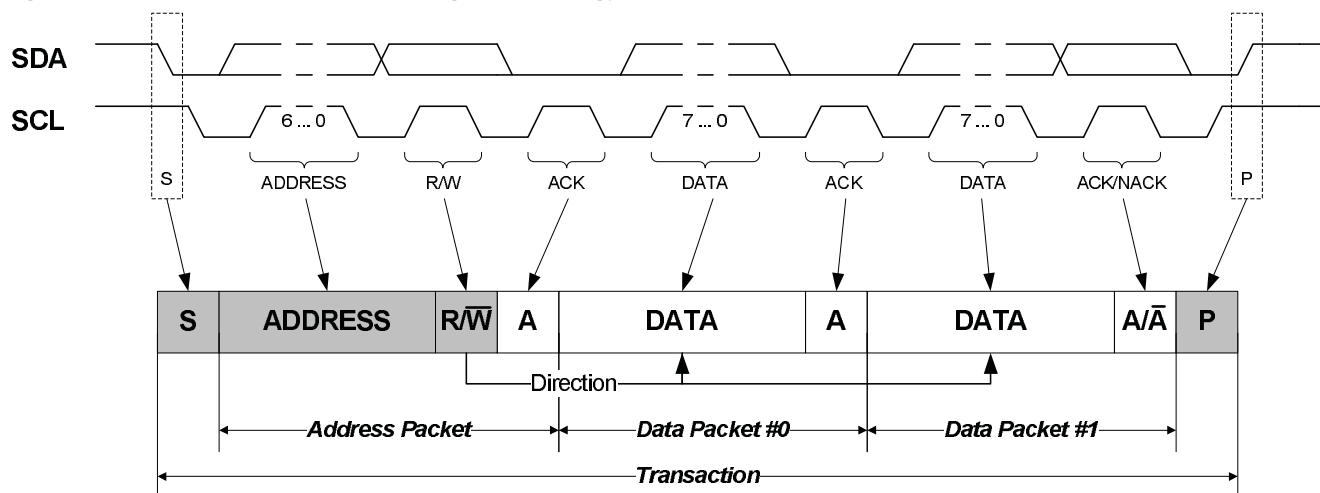 SDA
SCL
6 ... 0
7 ... 0
7 ... 0
S
ADDRESS
R/W
ACK
DATA
ACK
DATA
ACK/NACK
P
S
ADDRESS
R/W̅
A
DATA
A
DATA
A/A̅
P
Direction
Address Packet
Data Packet #0
Data Packet #1
Transaction